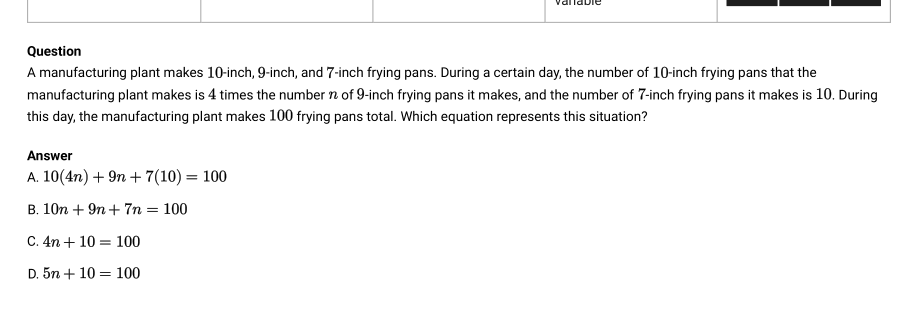 variable
Question
A manufacturing plant makes 10-inch, 9-inch, and 7-inch frying pans. During a certain day, the number of 10-inch frying pans that the
manufacturing plant makes is 4 times the number n of 9-inch frying pans it makes, and the number of 7-inch frying pans it makes is 10. During
this day, the manufacturing plant makes 100 frying pans total. Which equation represents this situation?
Answer
A. 10(4n) + 9n + 7(10) = 100
B. 10n + 9n + 7n = 100
C. 4n + 10 = 100
D. 5n + 10 = 100